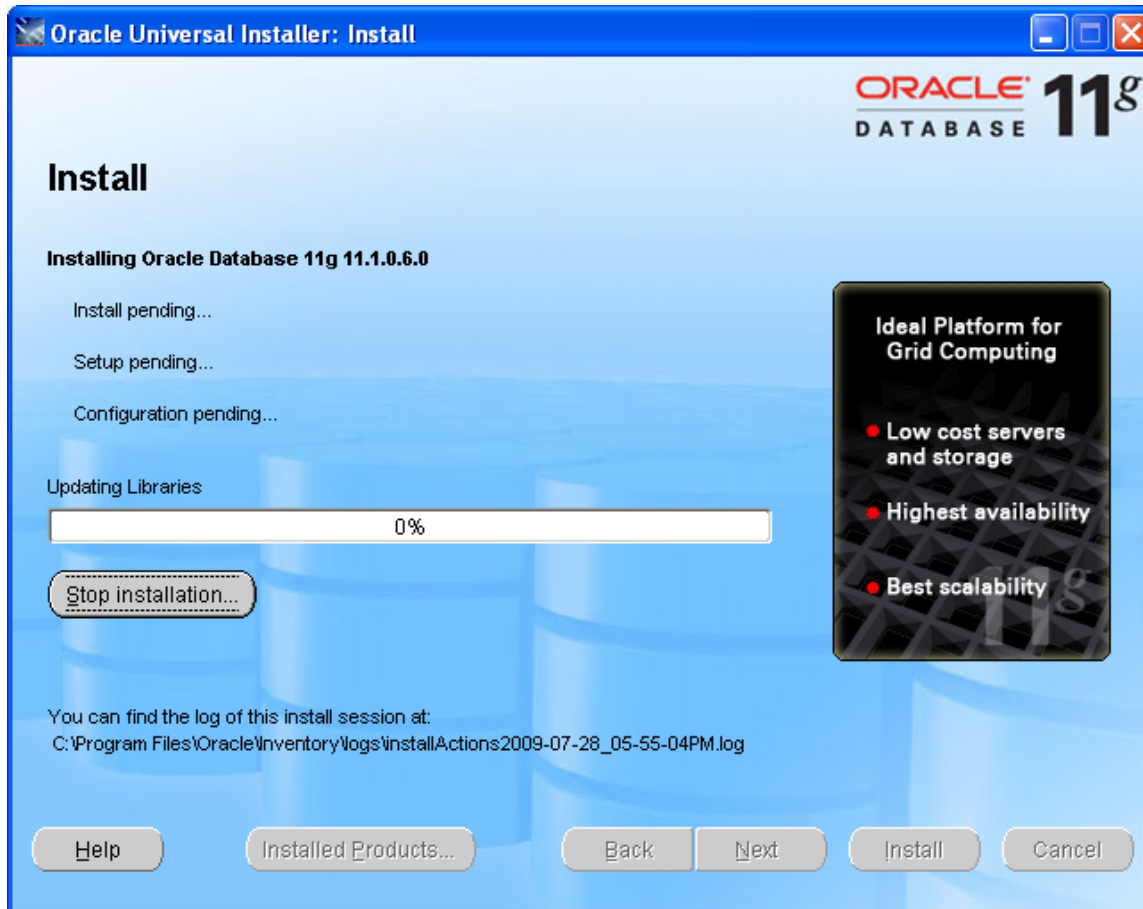 Oracle Universal Installer: Install
ORACLE 11g
DATABASE
Install
Installing Oracle Database 11g 11.1.0.6.0
Install pending...
Setup pending...
Configuration pending...
Updating Libraries
0%
Stop installation...
Ideal Platform for
Grid Computing
Low cost servers
and storage
Highest availability
Best scalability
11g
You can find the log of this install session at:
C:\Program Files\Oracle\Inventory\logs\installActions2009-07-28_05-55-04PM.log
Help
Installed Products...
Back
Next
Install
Cancel